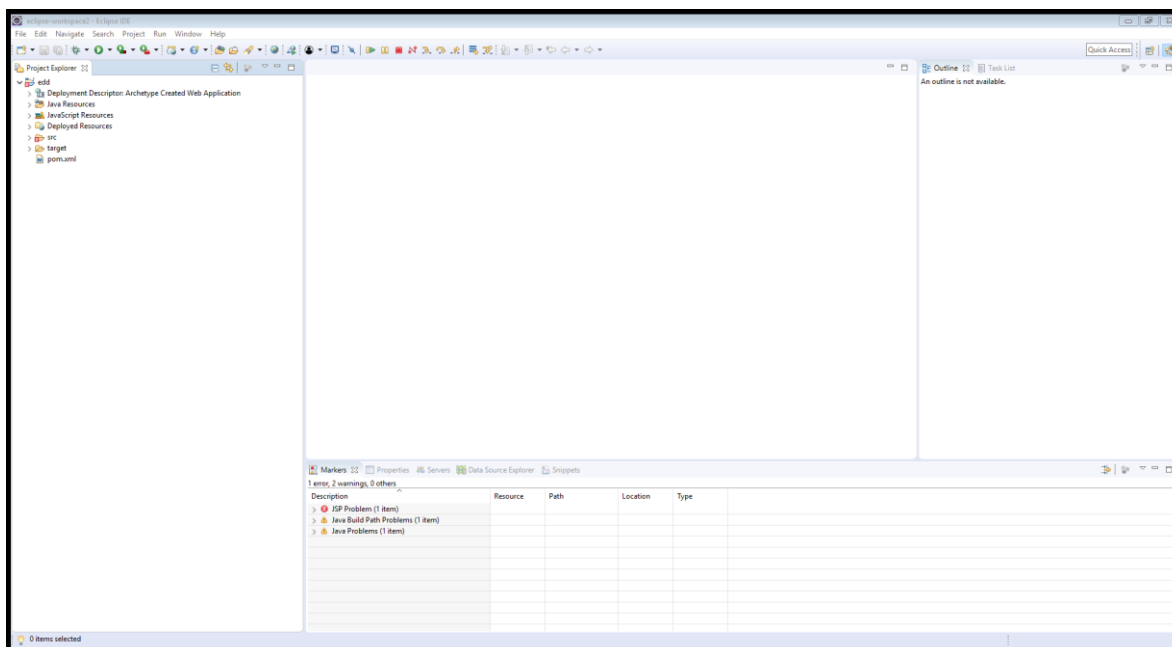 eclipse-workspace2 - Eclipse IDE
File Edit Navigate Search Project Run Window Help
Quick Access
Project Explorer
edd
Deployment Descriptor: Archetype Created Web Application
Java Resources
JavaScript Resources
Deployed Resources
src
target
pom.xml
Outline Task List
An outline is not available.
Markers Properties Servers Data Source Explorer Snippets
1 error, 2 warnings, 0 others
Description Resource Path Location Type
JSP Problem (1 item)
Java Build Path Problems (1 item)
Java Problems (1 item)
0 items selected